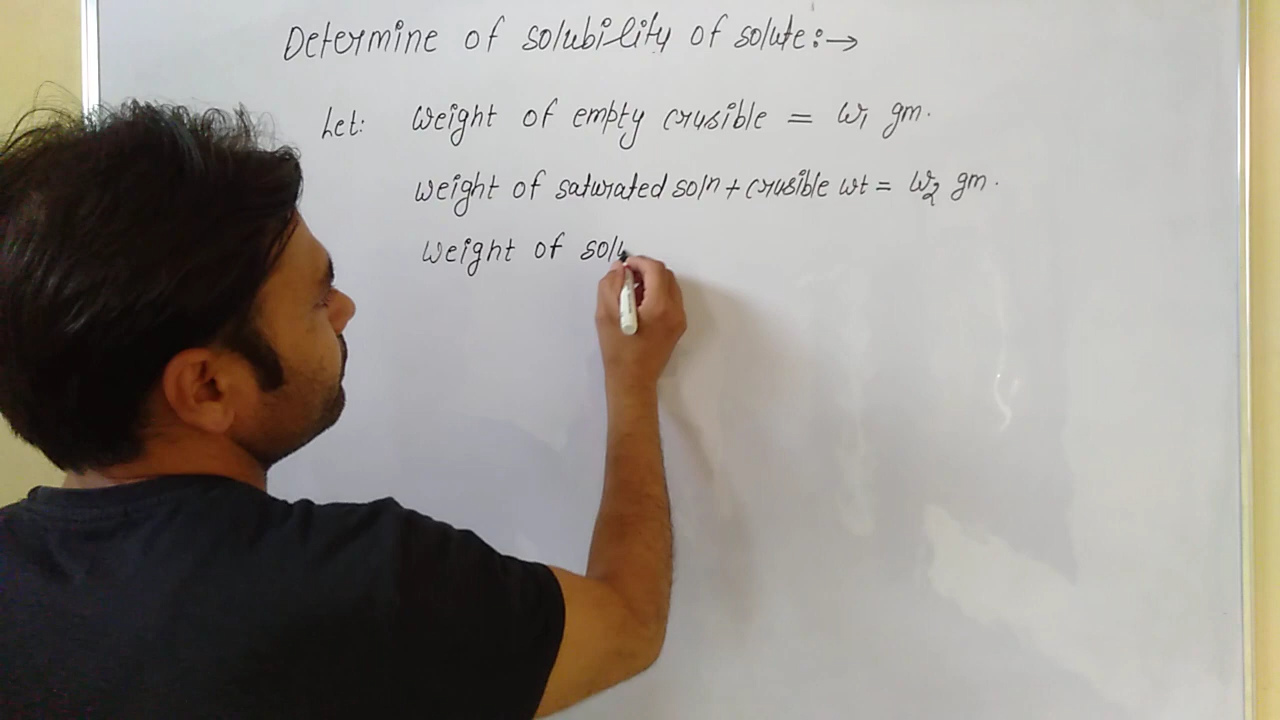 Determine of solubility of solute:→
Let: Weight of empty crusible = W1 gm.
weight of saturated soln + crusible wt = W2 gm.
Weight of solu